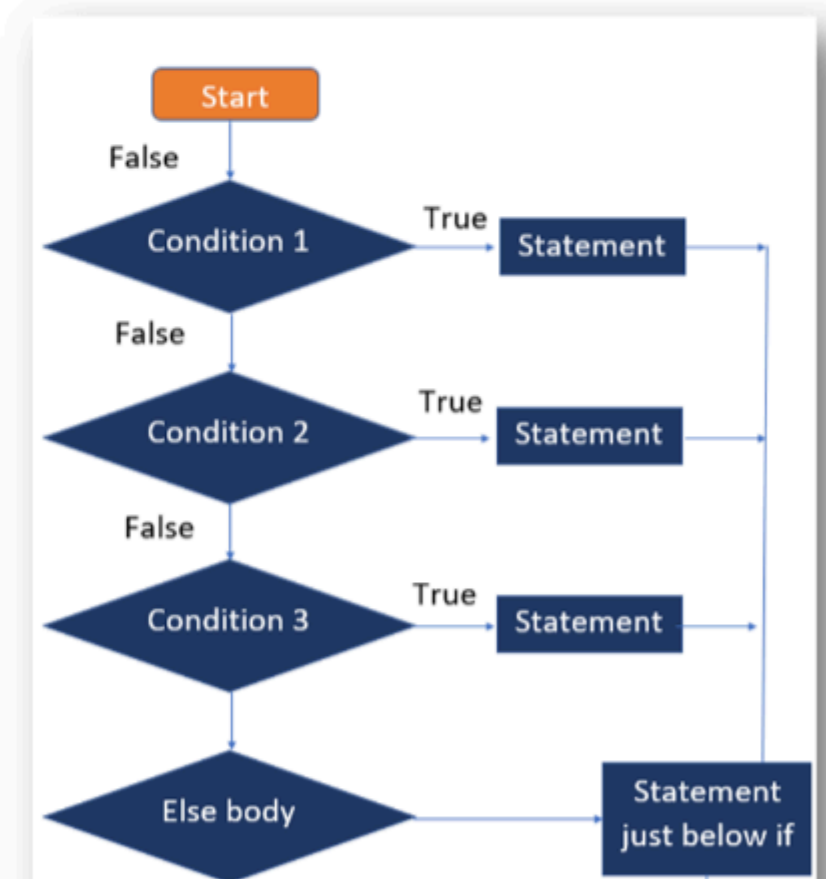 Start
False
Condition 1
True
Statement
False
Condition 2
True
Statement
False
Condition 3
True
Statement
Else body
Statement
just below if